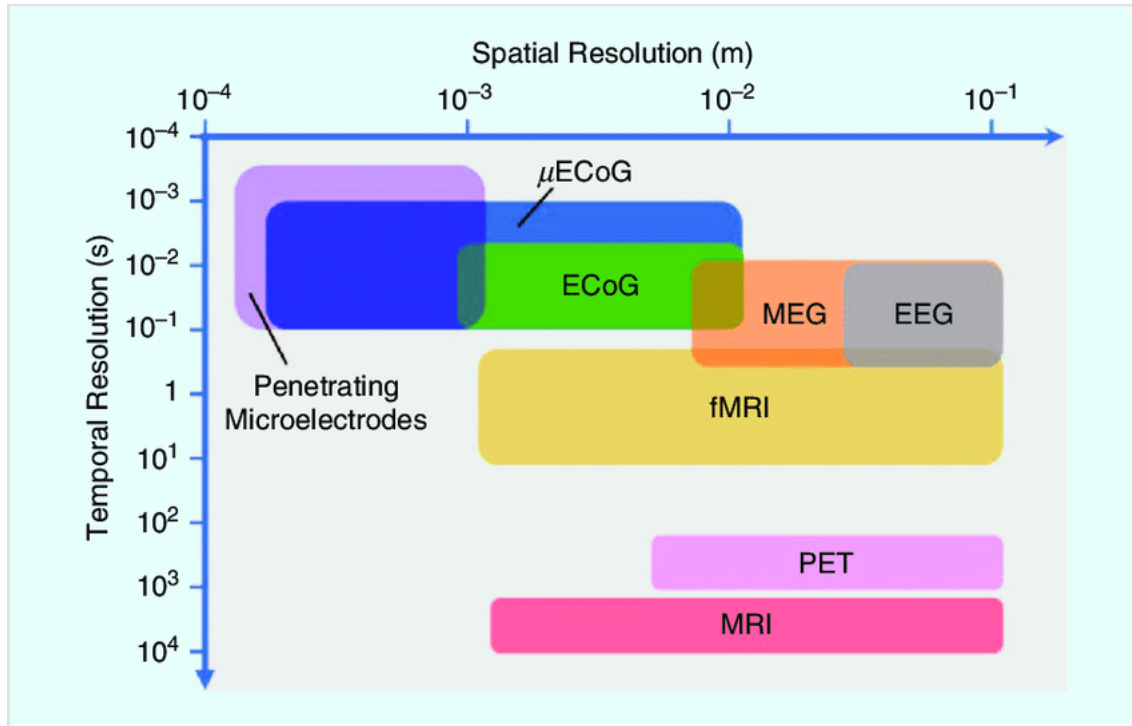 Spatial Resolution (m)
10⁻⁴ 10⁻³ 10⁻² 10⁻¹
Temporal Resolution (s)
10⁻⁴
10⁻³
10⁻²
10⁻¹
1
10¹
10²
10³
10⁴
μECoG
ECoG
MEG
EEG
Penetrating
Microelectrodes
fMRI
PET
MRI